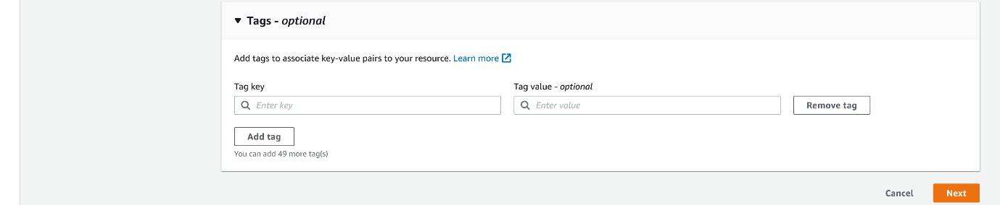 Tags - optional
Add tags to associate key-value pairs to your resource. Learn more
Tag key
Tag value - optional
Enter key
Enter value
Remove tag
Add tag
You can add 49 more tag(s)
Cancel
Next